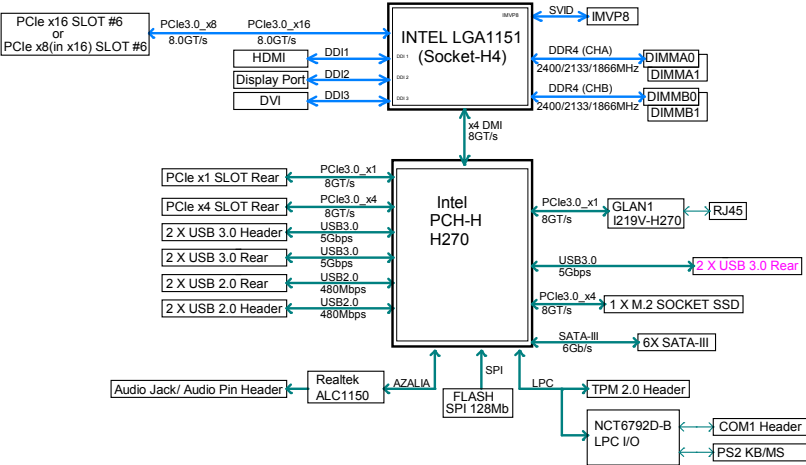 PCIe x16 SLOT #6
or
PCIe x8(in x16) SLOT #6
PCIe3.0_x8
8.0GT/s
PCIe3.0_x16
8.0GT/s
HDMI
DDI1
Display Port
DDI2
DVI
DDI3
IMVP8
INTEL LGA1151
(Socket-H4)
DDI 1
DDI 2
DDI 3
SVID
IMVP8
DDR4 (CHA)
2400/2133/1866MHz
DIMMA0
DIMMA1
DDR4 (CHB)
2400/2133/1866MHz
DIMMB0
DIMMB1
x4 DMI
8GT/s
PCIe x1 SLOT Rear
PCIe3.0_x1
8GT/s
PCIe x4 SLOT Rear
PCIe3.0_x4
8GT/s
2 X USB 3.0 Header
USB3.0
5Gbps
2 X USB 3.0 Rear
USB3.0
5Gbps
2 X USB 2.0 Rear
USB2.0
480Mbps
2 X USB 2.0 Header
USB2.0
480Mbps
Intel
PCH-H
H270
PCIe3.0_x1
8GT/s
GLAN1
I219V-H270
RJ45
USB3.0
5Gbps
2 X USB 3.0 Rear
PCIe3.0_x4
8GT/s
1 X M.2 SOCKET SSD
SATA-III
6Gb/s
6X SATA-III
Audio Jack/ Audio Pin Header
Realtek
ALC1150
AZALIA
SPI
FLASH
SPI 128Mb
LPC
TPM 2.0 Header
NCT6792D-B
LPC I/O
COM1 Header
PS2 KB/MS